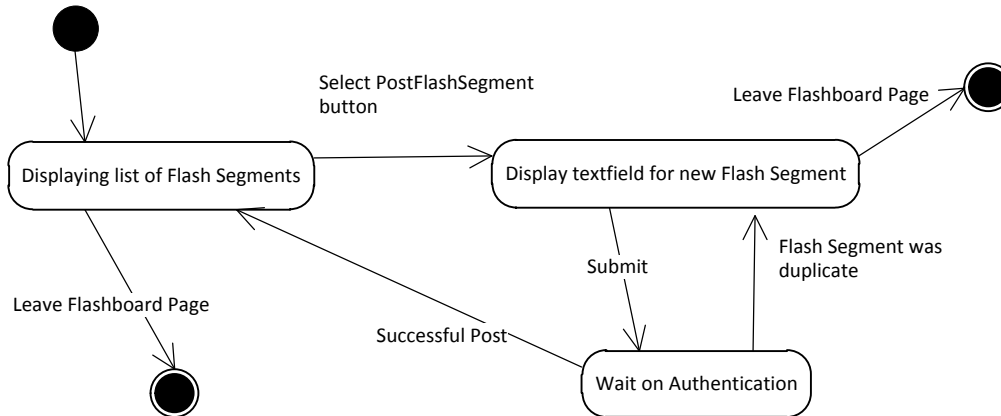 Select PostFlashSegment
button
Leave Flashboard Page
Displaying list of Flash Segments
Display textfield for new Flash Segment
Flash Segment was
duplicate
Submit
Leave Flashboard Page
Successful Post
Wait on Authentication